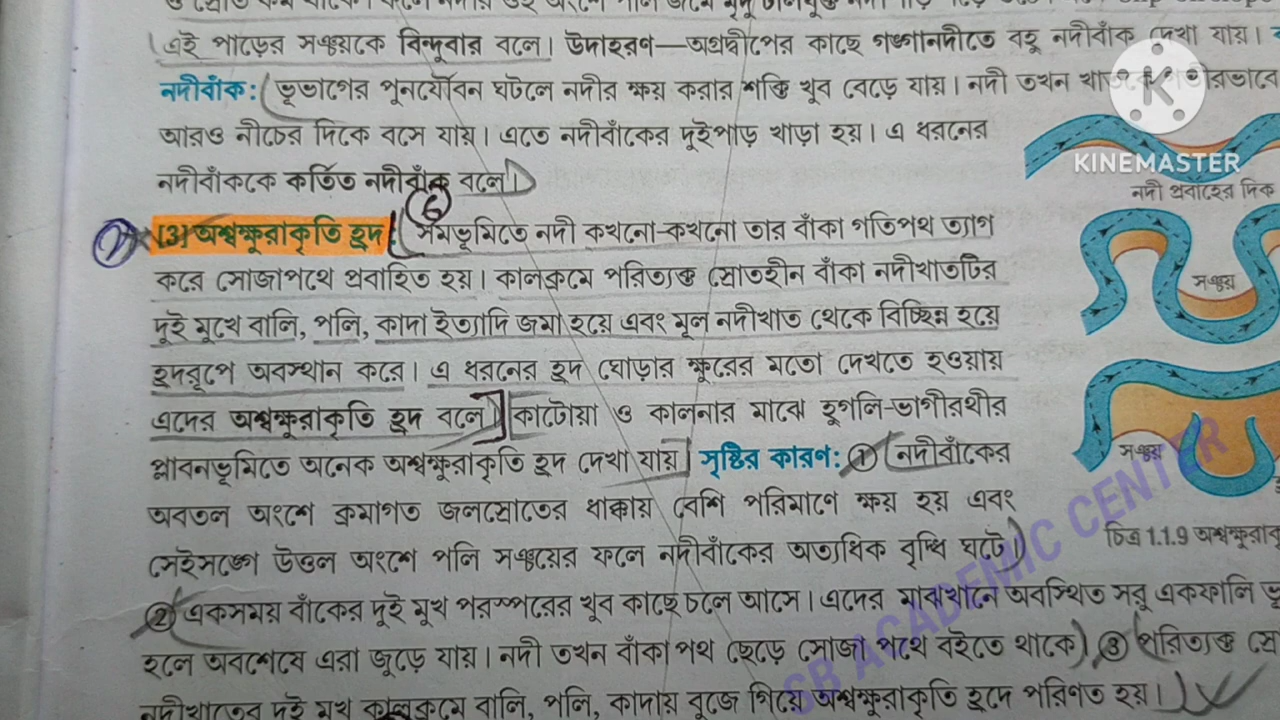 এই পাড়ের সঞ্চয়কে বিন্দুবার বলে। উদাহরণ—অগ্রদ্বীপের কাছে গঙ্গানদীতে বহু নদীবাঁক দেখা যায়।
নদীবাঁক: ভূভাগের পুনর্যৌবন ঘটলে নদীর ক্ষয় করার শক্তি খুব বেড়ে যায়। নদী তখন
আরও নীচের দিকে বসে যায়। এতে নদীবাঁকের দুইপাড় খাড়া হয়। এ ধরনের
নদীবাঁককে কর্তিত নদীবাঁক বলে।
6
[3] অশ্বক্ষুরাকৃতি হ্রদ: সমভূমিতে নদী কখনো-কখনো তার বাঁকা গতিপথ ত্যাগ
করে সোজাপথে প্রবাহিত হয়। কালক্রমে পরিত্যক্ত স্রোতহীন বাঁকা নদীখাতটির
দুই মুখে বালি, পলি, কাদা ইত্যাদি জমা হয়ে এবং মূল নদীখাত থেকে বিচ্ছিন্ন হয়ে
হ্রদরূপে অবস্থান করে। এ ধরনের হ্রদ ঘোড়ার ক্ষুরের মতো দেখতে হওয়ায়
এদের অশ্বক্ষুরাকৃতি হ্রদ বলে। কাটোয়া ও কালনার মাঝে হুগলি-ভাগীরথীর
প্লাবনভূমিতে অনেক অশ্বক্ষুরাকৃতি হ্রদ দেখা যায়। সৃষ্টির কারণ: ① নদীবাঁকের
অবতল অংশে ক্রমাগত জলস্রোতের ধাক্কায় বেশি পরিমাণে ক্ষয় হয় এবং
সেইসঙ্গে উত্তল অংশে পলি সঞ্চয়ের ফলে নদীবাঁকের অত্যধিক বৃদ্ধি ঘটে।
② একসময় বাঁকের দুই মুখ পরস্পরের খুব কাছে চলে আসে। এদের মাঝখানে অবস্থিত সরু একফালি
হলে অবশেষে এরা জুড়ে যায়। নদী তখন বাঁকা পথ ছেড়ে সোজা পথে বইতে থাকে। ③ পরিত্যক্ত
নদীখাতের দুই মুখ কালক্রমে বালি, পলি, কাদায় বুজে গিয়ে অশ্বক্ষুরাকৃতি হ্রদে পরিণত হয়।
KINEMASTER
নদী প্রবাহের দিক
সঞ্চয়
সঞ্চয়
চিত্র 1.1.9
SB ACADEMIC CENTER